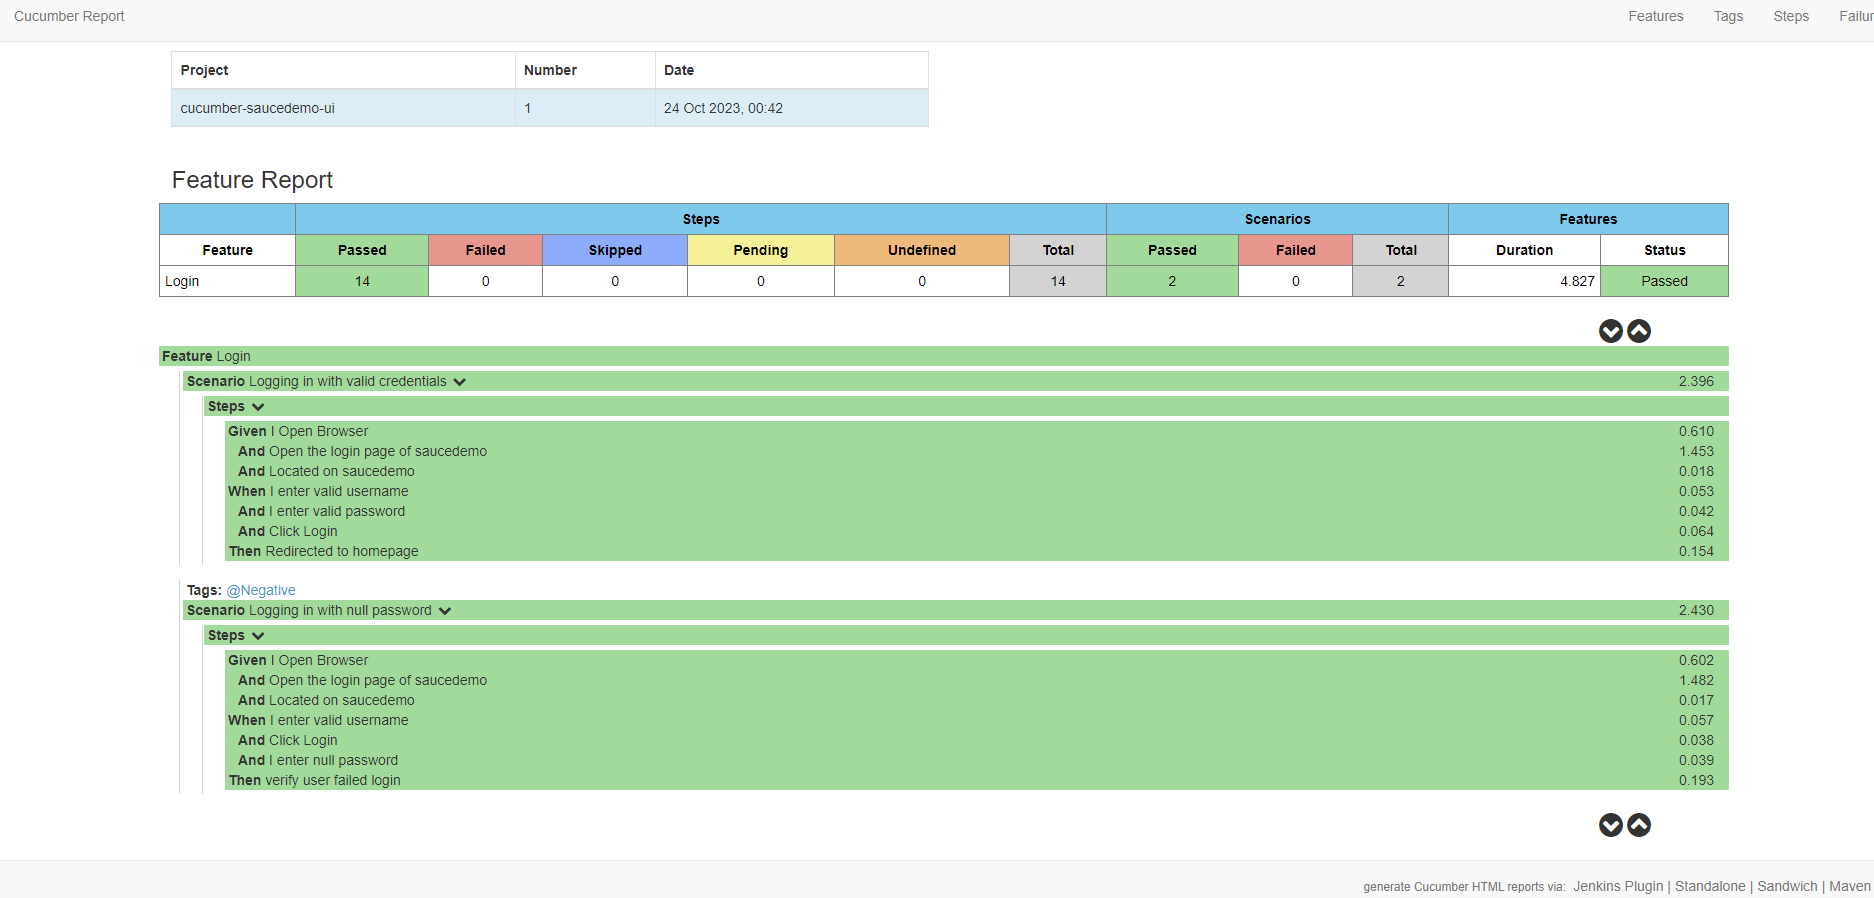 Cucumber Report Features Tags Steps Failur
Project Number Date
cucumber-saucedemo-ui 1 24 Oct 2023, 00:42
Feature Report
Steps Scenarios Features
Feature Passed Failed Skipped Pending Undefined Total Passed Failed Total Duration Status
Login 14 0 0 0 0 14 2 0 2 4.827 Passed
Feature Login
Scenario Logging in with valid credentials 2.396
Steps
Given I Open Browser 0.610
And Open the login page of saucedemo 1.453
And Located on saucedemo 0.018
When I enter valid username 0.053
And I enter valid password 0.042
And Click Login 0.064
Then Redirected to homepage 0.154
Tags: @Negative
Scenario Logging in with null password 2.430
Steps
Given I Open Browser 0.602
And Open the login page of saucedemo 1.482
And Located on saucedemo 0.017
When I enter valid username 0.057
And Click Login 0.038
And I enter null password 0.039
Then verify user failed login 0.193
generate Cucumber HTML reports via: Jenkins Plugin | Standalone | Sandwich | Maven